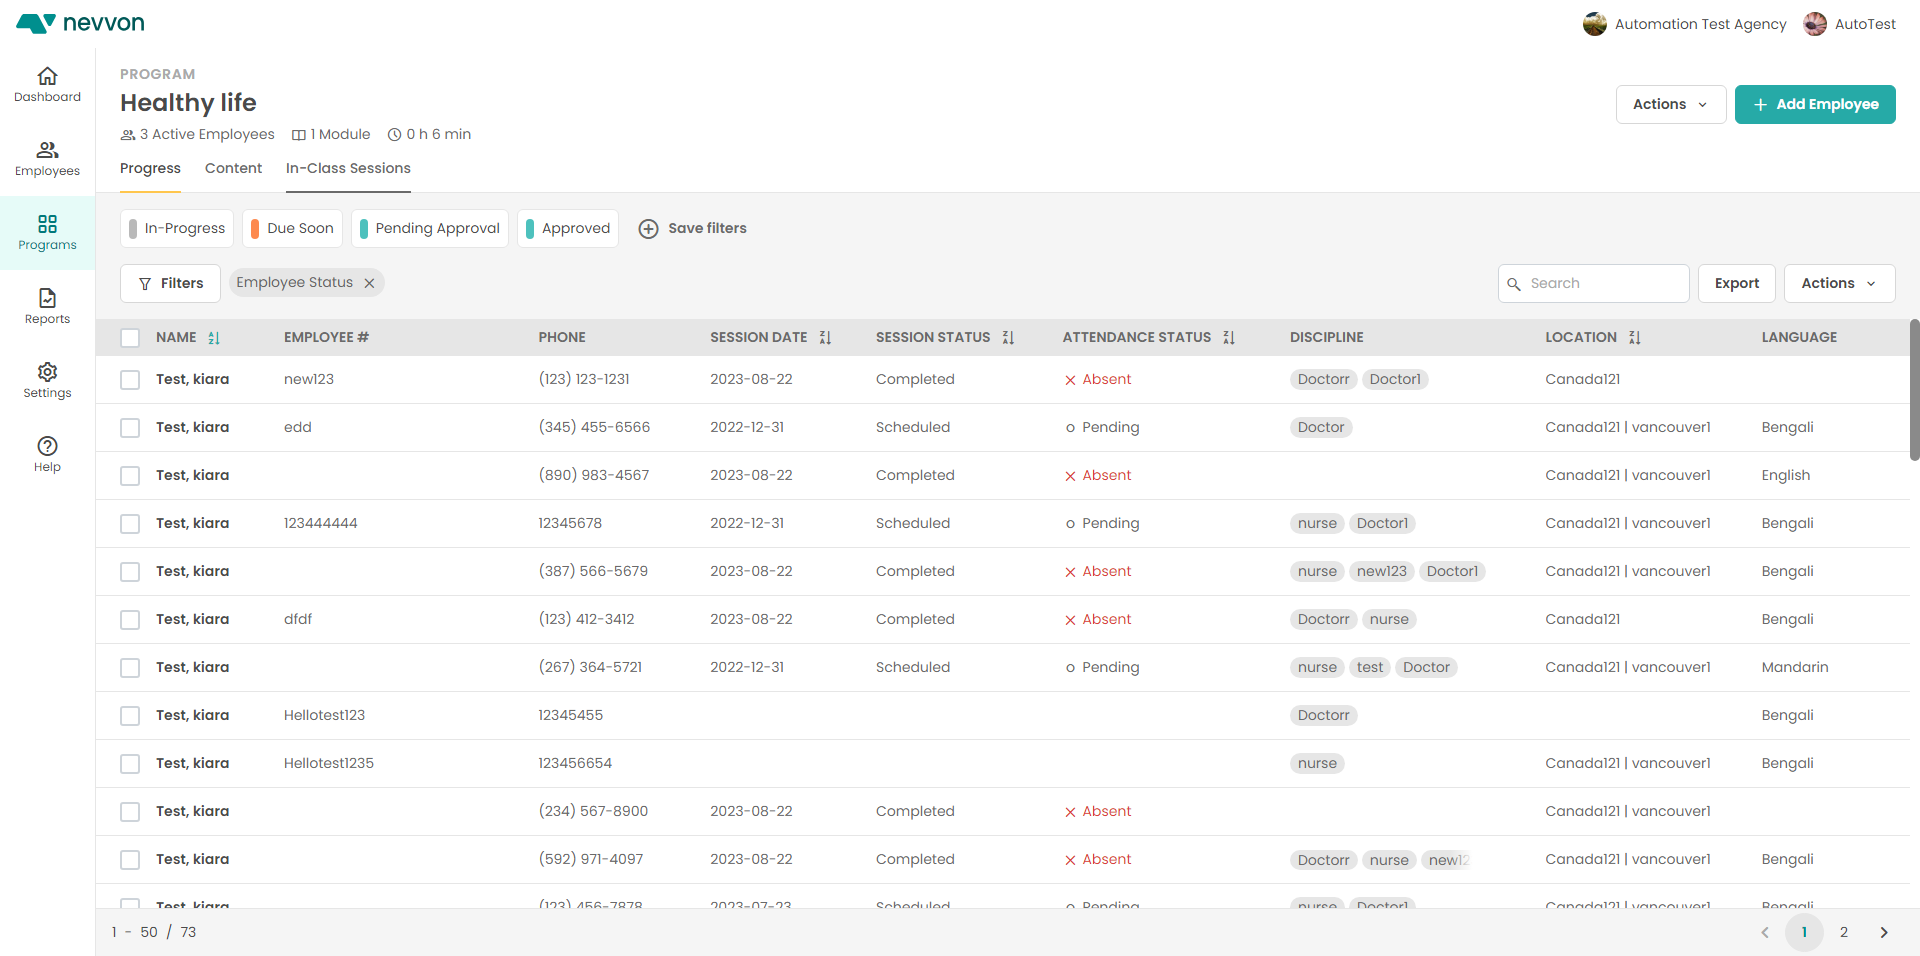 nevvon
Automation Test Agency AutoTest
Dashboard
Employees
Programs
Reports
Settings
Help
PROGRAM
Healthy life
3 Active Employees 1 Module 0 h 6 min
Actions + Add Employee
Progress Content In-Class Sessions
In-Progress Due Soon Pending Approval Approved Save filters
Filters Employee Status Search Export Actions
NAME EMPLOYEE # PHONE SESSION DATE SESSION STATUS ATTENDANCE STATUS DISCIPLINE LOCATION LANGUAGE
Test, kiara new123 (123) 123-1231 2023-08-22 Completed Absent Doctorr Doctor1 Canada121
Test, kiara edd (345) 455-6566 2022-12-31 Scheduled Pending Doctor Canada121 | vancouver1 Bengali
Test, kiara (890) 983-4567 2023-08-22 Completed Absent Canada121 | vancouver1 English
Test, kiara 123444444 12345678 2022-12-31 Scheduled Pending nurse Doctor1 Canada121 | vancouver1 Bengali
Test, kiara (387) 566-5679 2023-08-22 Completed Absent nurse new123 Doctor1 Canada121 | vancouver1 Bengali
Test, kiara dfdf (123) 412-3412 2023-08-22 Completed Absent Doctorr nurse Canada121 Bengali
Test, kiara (267) 364-5721 2022-12-31 Scheduled Pending nurse test Doctor Canada121 | vancouver1 Mandarin
Test, kiara Hellotest123 12345455 Doctorr Bengali
Test, kiara Hellotest1235 123456654 nurse Canada121 | vancouver1 Bengali
Test, kiara (234) 567-8900 2023-08-22 Completed Absent Canada121 | vancouver1
Test, kiara (592) 971-4097 2023-08-22 Completed Absent Doctorr nurse new12 Canada121 | vancouver1 Bengali
Test, kiara (123) 456-7878 2023-07-23 Scheduled Pending nurse Doctor1 Canada121 | vancouver1 Bengali
1 - 50 / 73 1 2